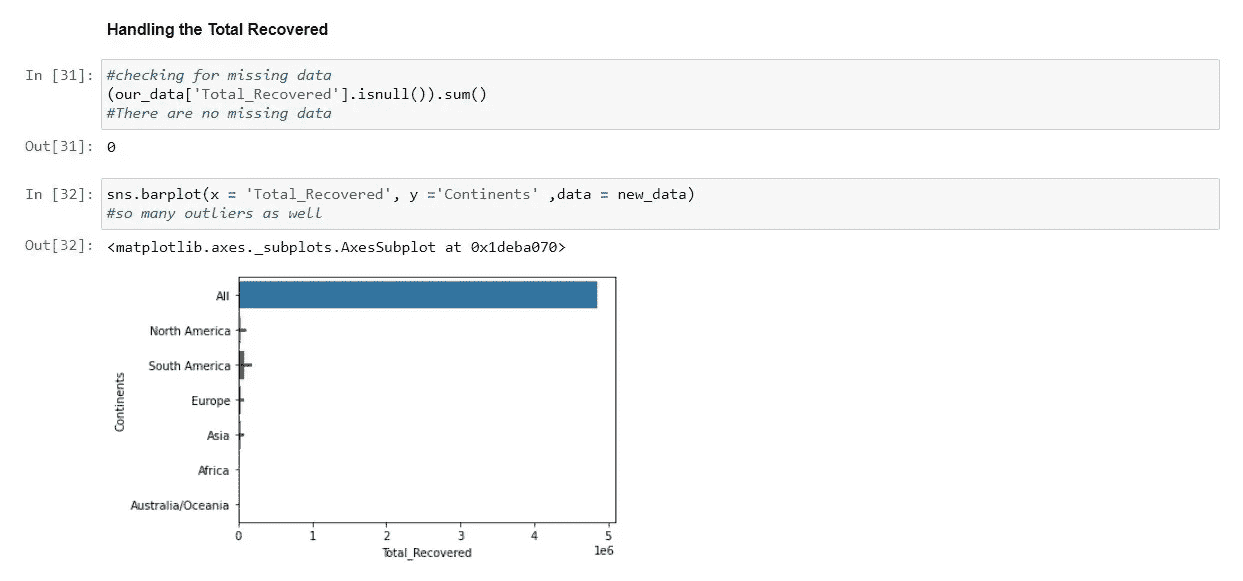 Handling the Total Recovered
In [31]: #checking for missing data
(our_data['Total_Recovered'].isnull()).sum()
#There are no missing data
Out[31]: 0
In [32]: sns.barplot(x = 'Total_Recovered', y ='Continents' ,data = new_data)
#so many outliers as well
Out[32]: <matplotlib.axes._subplots.AxesSubplot at 0x1deba070>
All
North America
South America
Europe
Asia
Africa
Australia/Oceania
Continents
0 1 2 3 4 5
1e6
Total_Recovered